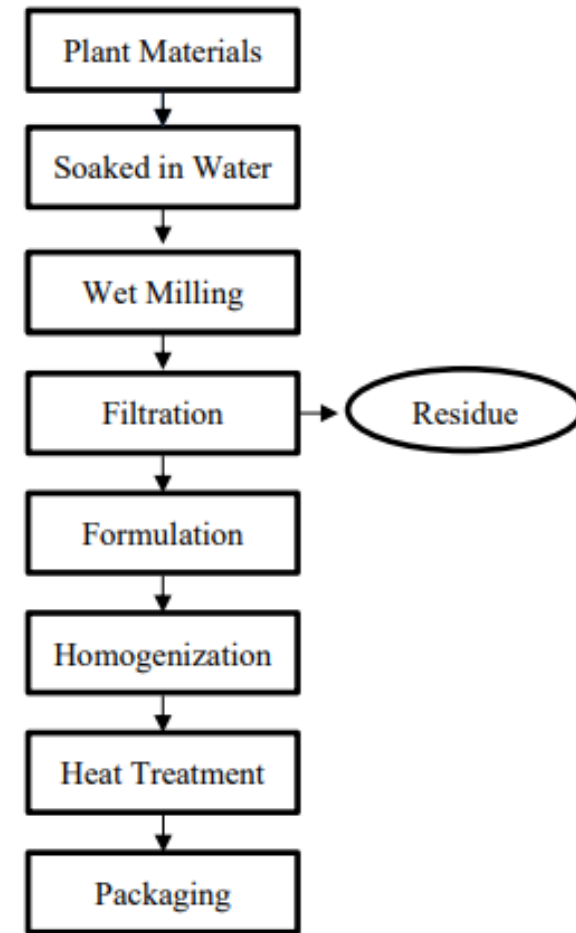 Plant Materials
Soaked in Water
Wet Milling
Filtration
Residue
Formulation
Homogenization
Heat Treatment
Packaging